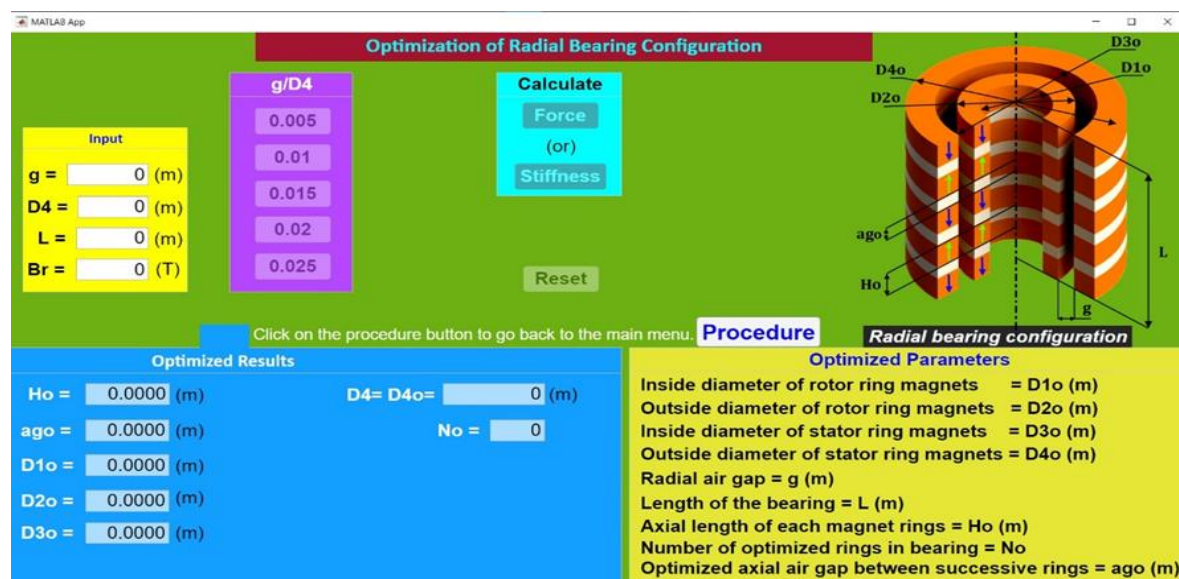 MATLAB App
Optimization of Radial Bearing Configuration
Input
g = 0 (m)
D4 = 0 (m)
L = 0 (m)
Br = 0 (T)
g/D4
0.005
0.01
0.015
0.02
0.025
Calculate
Force
(or)
Stiffness
Reset
D3o
D1o
D4o
D2o
ago
Ho
L
g
Radial bearing configuration
Click on the procedure button to go back to the main menu. Procedure
Optimized Results
Ho = 0.0000 (m)
ago = 0.0000 (m)
D1o = 0.0000 (m)
D2o = 0.0000 (m)
D3o = 0.0000 (m)
D4= D4o= 0 (m)
No = 0
Optimized Parameters
Inside diameter of rotor ring magnets = D1o (m)
Outside diameter of rotor ring magnets = D2o (m)
Inside diameter of stator ring magnets = D3o (m)
Outside diameter of stator ring magnets = D4o (m)
Radial air gap = g (m)
Length of the bearing = L (m)
Axial length of each magnet rings = Ho (m)
Number of optimized rings in bearing = No
Optimized axial air gap between successive rings = ago (m)